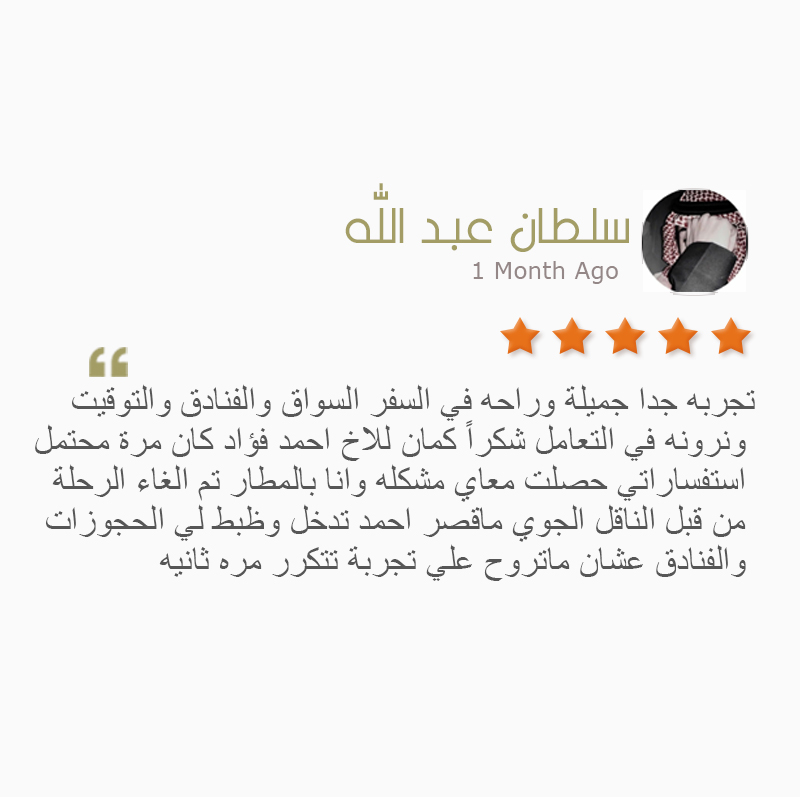 سلطان عبد الله
1 Month Ago
تجربه جدا جميلة وراحه في السفر السواق والفنادق والتوقيت
ونرونه في التعامل شكراً كمان للاخ احمد فؤاد كان مرة محتمل
استفساراتي حصلت معاي مشكله وانا بالمطار تم الغاء الرحلة
من قبل الناقل الجوي ماقصر احمد تدخل وظبط لي الحجوزات
والفنادق عشان ماتروح علي تجربة تتكرر مره ثانيه